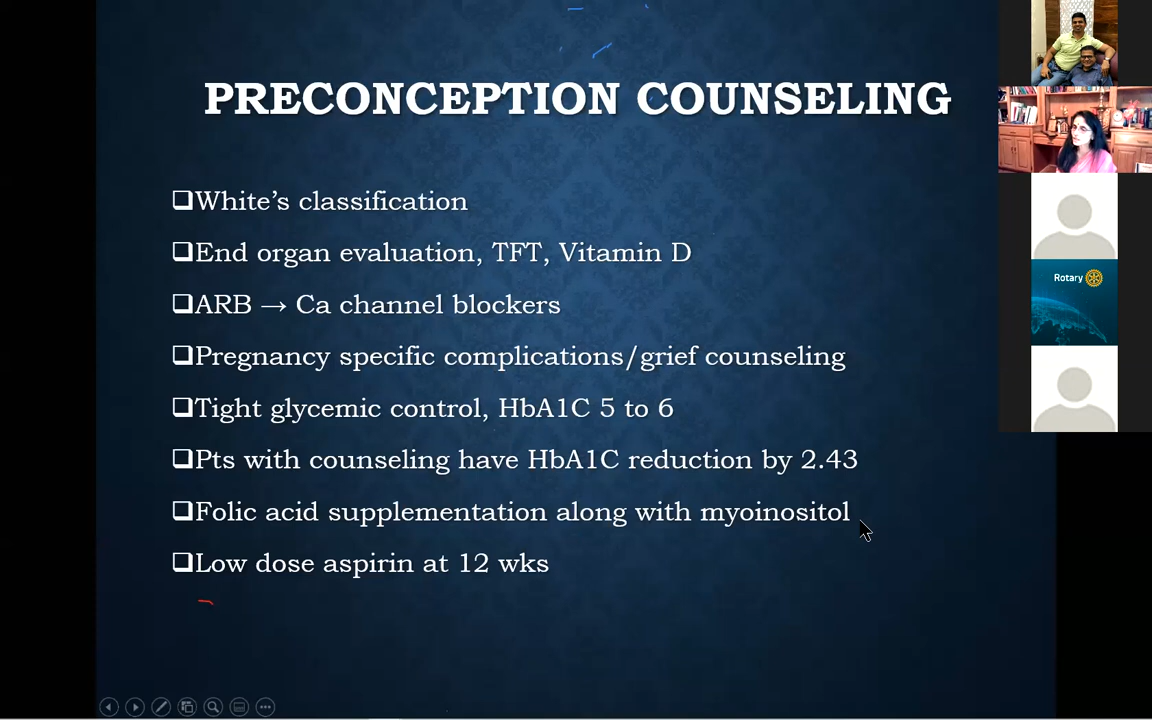 PRECONCEPTION COUNSELING
❑White’s classification
❑End organ evaluation, TFT, Vitamin D
❑ARB → Ca channel blockers
❑Pregnancy specific complications/grief counseling
❑Tight glycemic control, HbA1C 5 to 6
❑Pts with counseling have HbA1C reduction by 2.43
❑Folic acid supplementation along with myoinositol
❑Low dose aspirin at 12 wks
Rotary